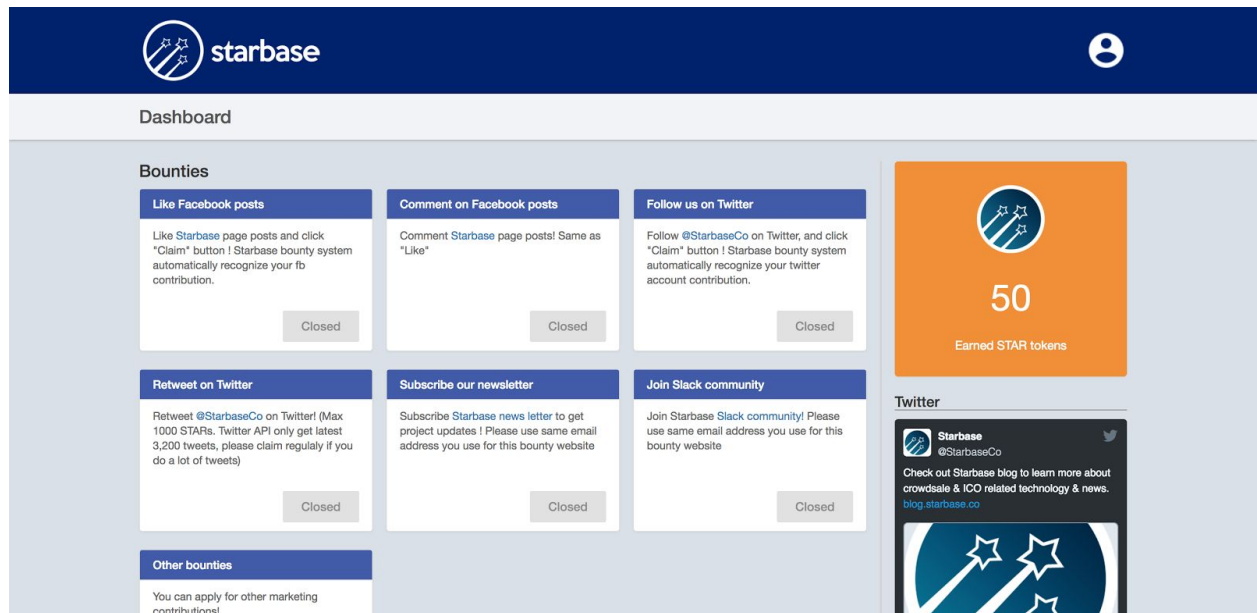 starbase
Dashboard
Bounties
Like Facebook posts
Like Starbase page posts and click
"Claim" button ! Starbase bounty system
automatically recognize your fb
contribution.
Closed
Comment on Facebook posts
Comment Starbase page posts! Same as
"Like"
Closed
Follow us on Twitter
Follow @StarbaseCo on Twitter, and click
"Claim" button ! Starbase bounty system
automatically recognize your twitter
account contribution.
Closed
Retweet on Twitter
Retweet @StarbaseCo on Twitter! (Max
1000 STARs. Twitter API only get latest
3,200 tweets, please claim regulaly if you
do a lot of tweets)
Closed
Subscribe our newsletter
Subscribe Starbase news letter to get
project updates ! Please use same email
address you use for this bounty website
Closed
Join Slack community
Join Starbase Slack community! Please
use same email address you use for this
bounty website
Closed
Other bounties
You can apply for other marketing
contributions!
50
Earned STAR tokens
Twitter
Starbase
@StarbaseCo
Check out Starbase blog to learn more about
crowdsale & ICO related technology & news.
blog.starbase.co